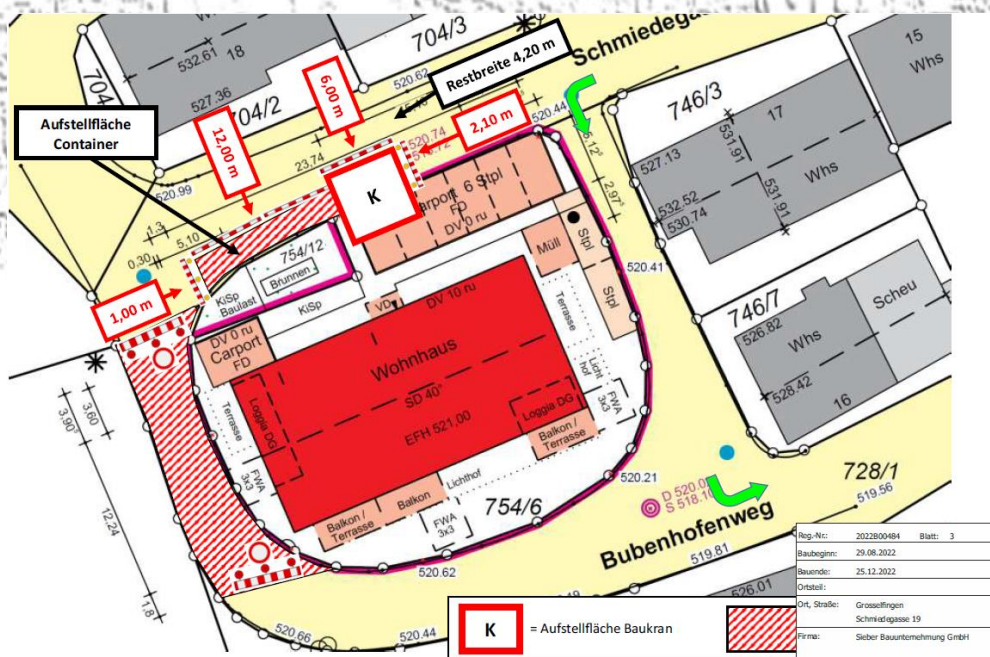 704/3
Schmiedega
532.61
18
527.36
704/2
520.62
Restbreite 4,20 m
15
Whs
Aufstellfläche
Container
12,00 m
6,00 m
2,10 m
520.44
746/3
17
527.13
531.91
Whs
532.52
531.91
530.74
520.99
23,74
520.74
1,3
5,10
0,30
K
Carport 6 Stpl
FD
DV 0 ru
2,97⁵
754/12
Brunnen
KiSp
Baulast
KiSp
Müll
Stpl
Stpl
520.41
1,00 m
VD
DV 10 ru
Terrasse
DV 0 ru
Carport
FD
Wohnhaus
SD 40°
EFH 521,00
Licht
hof
FWA
3x3
746/7
526.82
Whs
Scheu
528.42
16
3,90⁵
3,60
Terrasse
Loggia DG
Loggia DG
Balkon /
Terrasse
FWA
3x3
Lichthof
Balkon
Balkon /
Terrasse
FWA
3x3
754/6
520.21
728/1
519.56
12,24
Bubenhofenweg
519.81
520.62
1,8
526.01
520.66
520.44
K
= Aufstellfläche Baukran
Reg.-Nr.: 2022B00484 Blatt: 3
Baubeginn: 29.08.2022
Bauende: 25.12.2022
Ortsteil:
Ort, Straße: Grosselfingen
Schmiedegasse 19
Firma: Sieber Bauunternehmung GmbH